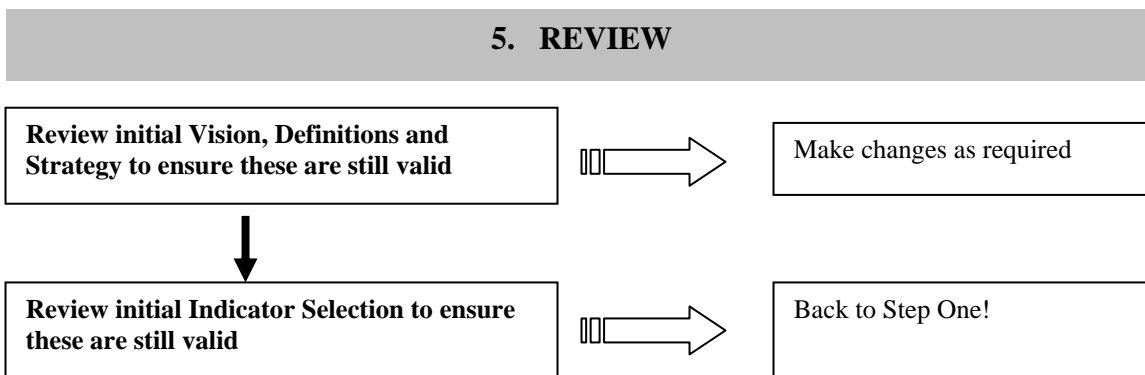 5. REVIEW
Review initial Vision, Definitions and
Strategy to ensure these are still valid
Make changes as required
Review initial Indicator Selection to ensure
these are still valid
Back to Step One!